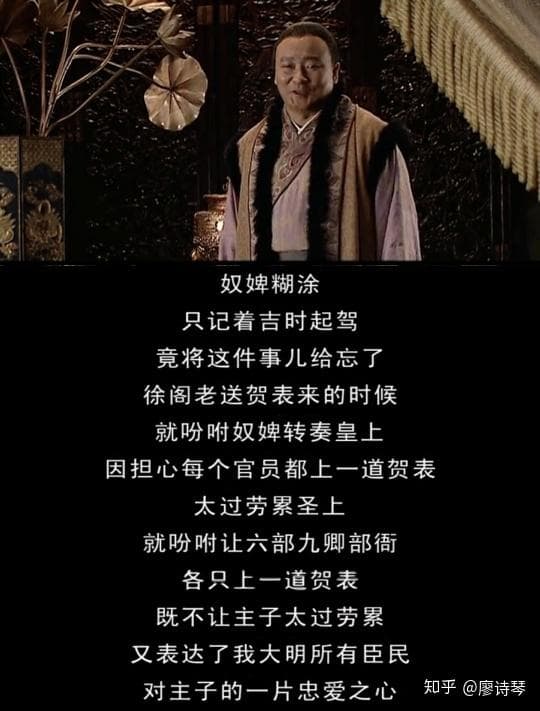 奴婢糊涂
只记着吉时起驾
竟将这件事儿给忘了
徐阁老送贺表来的时候
就吩咐奴婢转奏皇上
因担心每个官员都上一道贺表
太过劳累圣上
就吩咐让六部九卿部衙
各只上一道贺表
既不让主子太过劳累
又表达了我大明所有臣民
对主子的一片忠爱之心
知乎 @廖诗琴